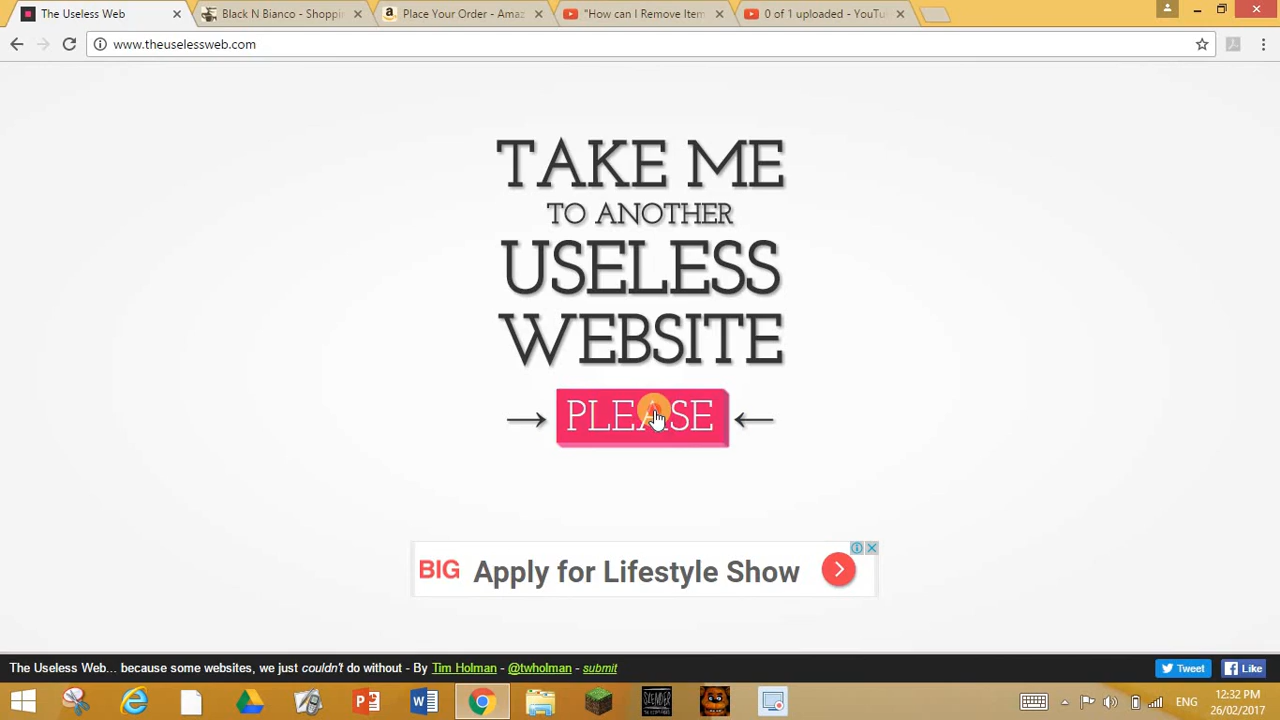 The Useless Web
Black N Bianco - Shoppin
Place Your Order - Amaz
"How can I Remove Item
0 of 1 uploaded - YouTu
www.theuselessweb.com
TAKE ME
TO ANOTHER
USELESS
WEBSITE
PLEASE
BIG Apply for Lifestyle Show
The Useless Web... because some websites, we just couldn't do without - By Tim Holman - @twholman - submit
Tweet
Like
SLENDER
ENG
12:32 PM
26/02/2017